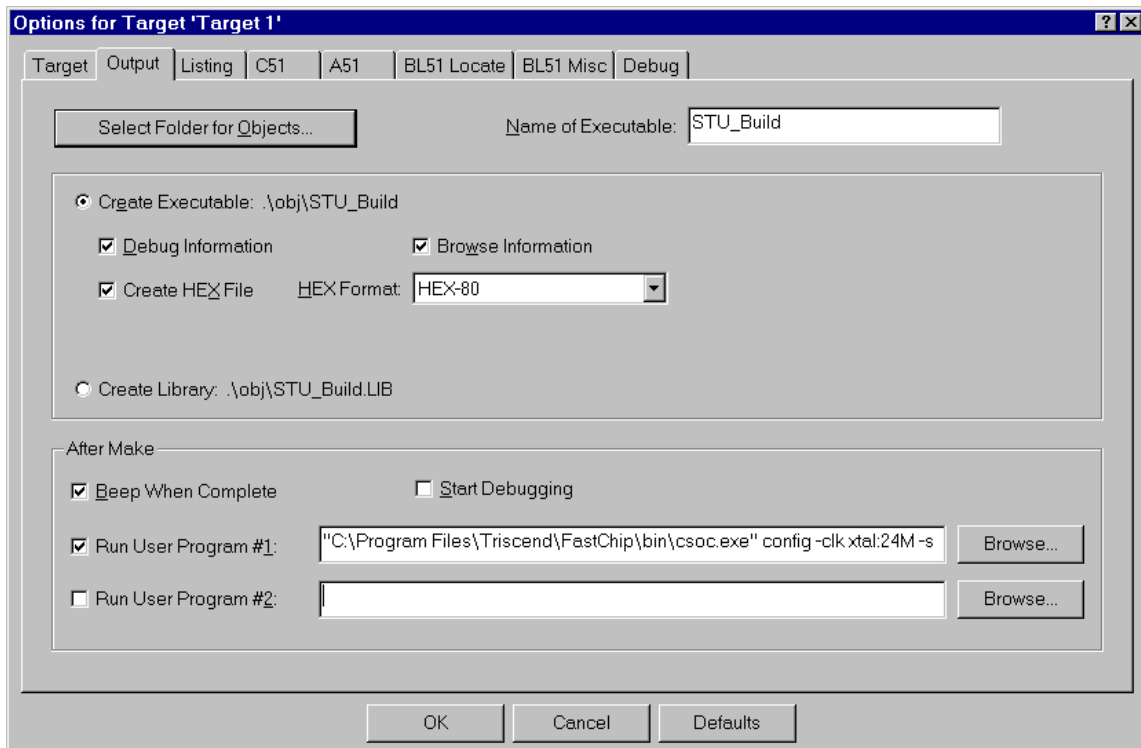 Options for Target 'Target 1'
Target Output Listing C51 A51 BL51 Locate BL51 Misc Debug
Select Folder for Objects... Name of Executable: STU_Build
Create Executable: .\obj\STU_Build
Debug Information Browse Information
Create HEX File HEX Format: HEX-80
Create Library: .\obj\STU_Build.LIB
After Make
Beep When Complete Start Debugging
Run User Program #1: "C:\Program Files\Triscend\FastChip\bin\csoc.exe" config -clk xtal:24M -s Browse...
Run User Program #2: Browse...
OK Cancel Defaults